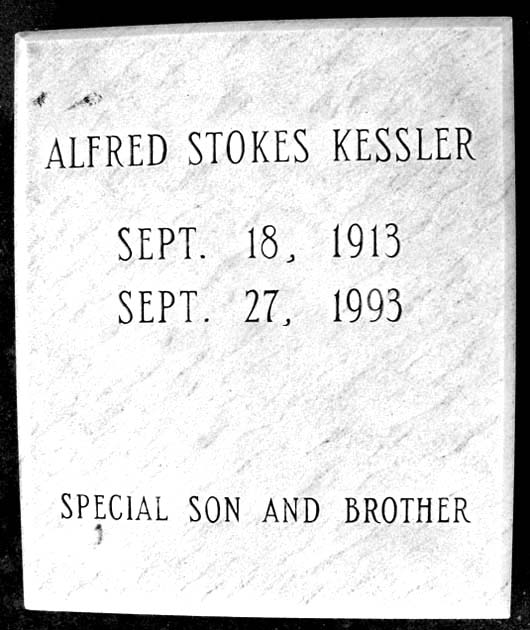 ALFRED STOKES KESSLER
SEPT. 18, 1913
SEPT. 27, 1993
SPECIAL SON AND BROTHER